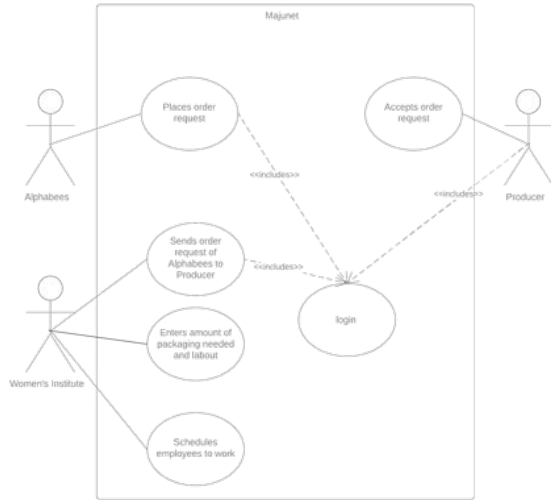 Majunet
Places order
request
Accepts order
request
Alphabees
Producer
<<includes>>
<<includes>>
Sends order
request of
Alphabees to
Producer
<<includes>>
login
Enters amount of
packaging needed
and labout
Women's Institute
Schedules
employees to work